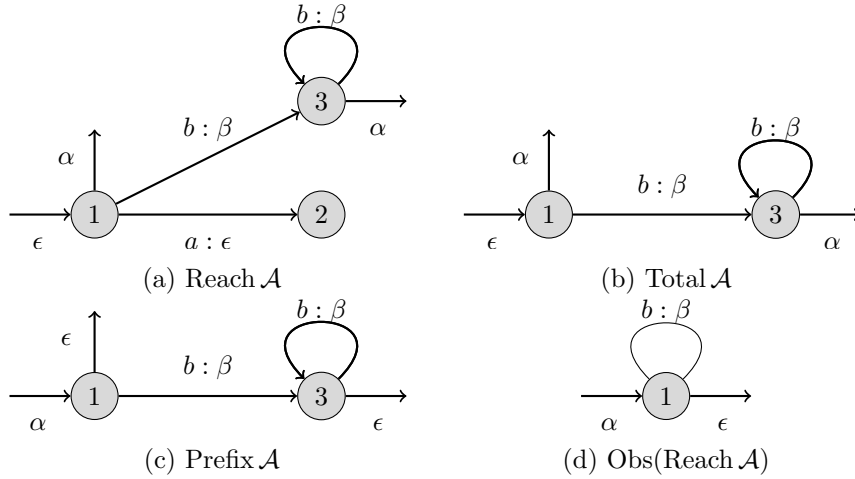 b : β
3
α
b : β
α
1
ϵ
a : ϵ
2
(a) Reach 𝒜
b : β
α
b : β
1
ϵ
3
α
(b) Total 𝒜
b : β
ϵ
b : β
1
α
3
ϵ
(c) Prefix 𝒜
b : β
1
α
ϵ
(d) Obs(Reach 𝒜)